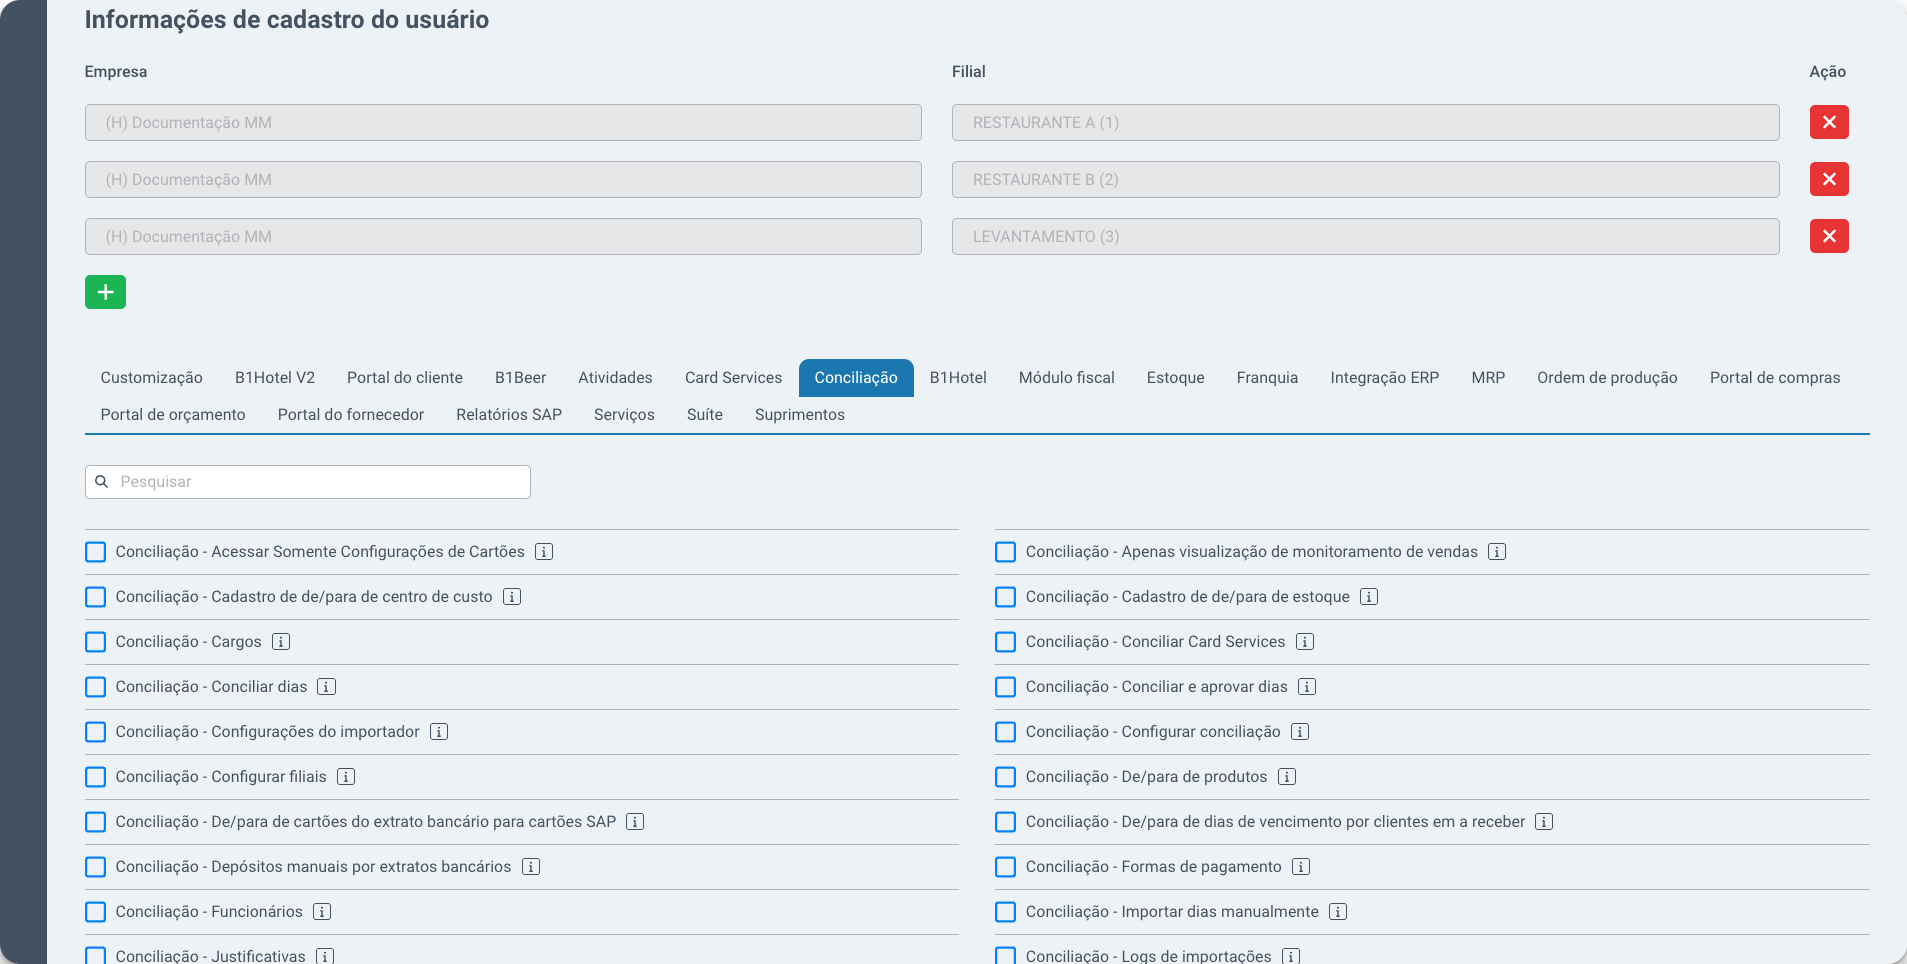 Informações de cadastro do usuário
Empresa Filial Ação
(H) Documentação MM RESTAURANTE A (1)
(H) Documentação MM RESTAURANTE B (2)
(H) Documentação MM LEVANTAMENTO (3)
Customização B1Hotel V2 Portal do cliente B1Beer Atividades Card Services Conciliação B1Hotel Módulo fiscal Estoque Franquia Integração ERP MRP Ordem de produção Portal de compras
Portal de orçamento Portal do fornecedor Relatórios SAP Serviços Suíte Suprimentos
Pesquisar
Conciliação - Acessar Somente Configurações de Cartões Conciliação - Apenas visualização de monitoramento de vendas
Conciliação - Cadastro de de/para de centro de custo Conciliação - Cadastro de de/para de estoque
Conciliação - Cargos Conciliação - Conciliar Card Services
Conciliação - Conciliar dias Conciliação - Conciliar e aprovar dias
Conciliação - Configurações do importador Conciliação - Configurar conciliação
Conciliação - Configurar filiais Conciliação - De/para de produtos
Conciliação - De/para de cartões do extrato bancário para cartões SAP Conciliação - De/para de dias de vencimento por clientes em a receber
Conciliação - Depósitos manuais por extratos bancários Conciliação - Formas de pagamento
Conciliação - Funcionários Conciliação - Importar dias manualmente
Conciliação - Justificativas Conciliação - Logs de importações